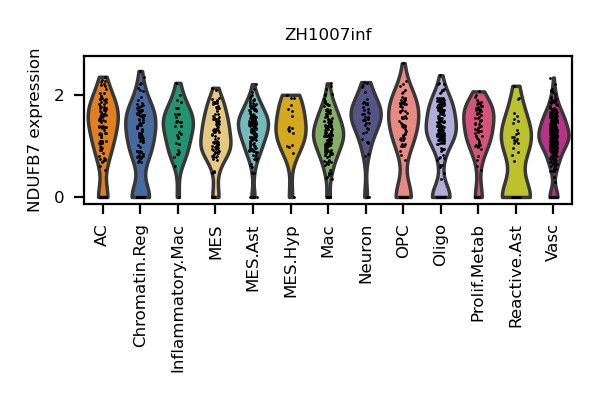 ZH1007inf
NDUFB7 expression
2
0
AC
Chromatin.Reg
Inflammatory.Mac
MES
MES.Ast
MES.Hyp
Mac
Neuron
OPC
Oligo
Prolif.Metab
Reactive.Ast
Vasc